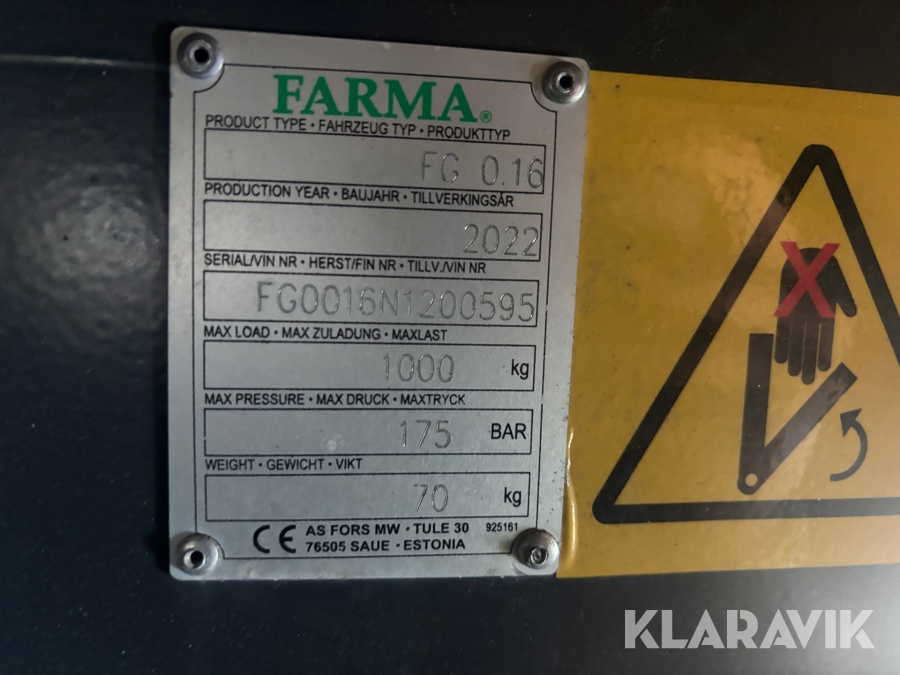 FARMA®
PRODUCT TYPE • FAHRZEUG TYP • PRODUKTTYP
FG 0.16
PRODUCTION YEAR • BAUJAHR • TILLVERKINGSÅR
2022
SERIAL/VIN NR • HERST/FIN NR • TILLV./VIN NR
FG0016N1200595
MAX LOAD • MAX ZULADUNG • MAXLAST
1000 kg
MAX PRESSURE • MAX DRUCK • MAXTRYCK
175 BAR
WEIGHT • GEWICHT • VIKT
70 kg
CE AS FORS MW • TULE 30 925161
76505 SAUE • ESTONIA
KLARAVIK